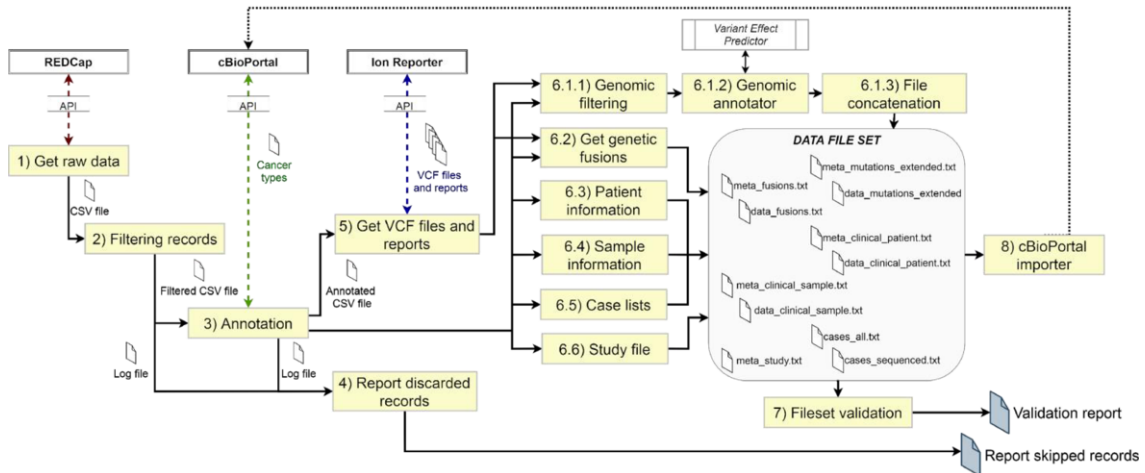 Variant Effect
Predictor
REDCap
cBioPortal
Ion Reporter
API
API
API
6.1.1) Genomic
filtering
6.1.2) Genomic
annotator
6.1.3) File
concatenation
1) Get raw data
Cancer
types
VCF files
and reports
6.2) Get genetic
fusions
DATA FILE SET
meta_mutations_extended.txt
meta_fusions.txt
data_mutations_extended
data_fusions.txt
CSV file
6.3) Patient
information
2) Filtering records
5) Get VCF files and
reports
meta_clinical_patient.txt
data_clinical_patient.txt
6.4) Sample
information
8) cBioPortal
importer
Filtered CSV file
Annotated
CSV file
meta_clinical_sample.txt
data_clinical_sample.txt
6.5) Case lists
3) Annotation
cases_all.txt
6.6) Study file
meta_study.txt
cases_sequenced.txt
Log file
Log file
4) Report discarded
records
7) Fileset validation
Validation report
Report skipped records